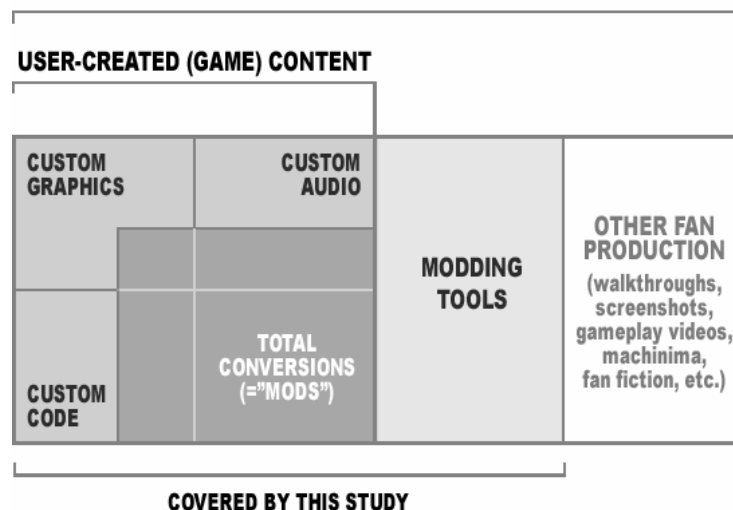 USER-CREATED (GAME) CONTENT
CUSTOM
GRAPHICS
CUSTOM
AUDIO
MODDING
TOOLS
OTHER FAN
PRODUCTION
(walkthroughs,
screenshots,
gameplay videos,
machinima,
fan fiction, etc.)
TOTAL
CONVERSIONS
(="MODS")
CUSTOM
CODE
COVERED BY THIS STUDY